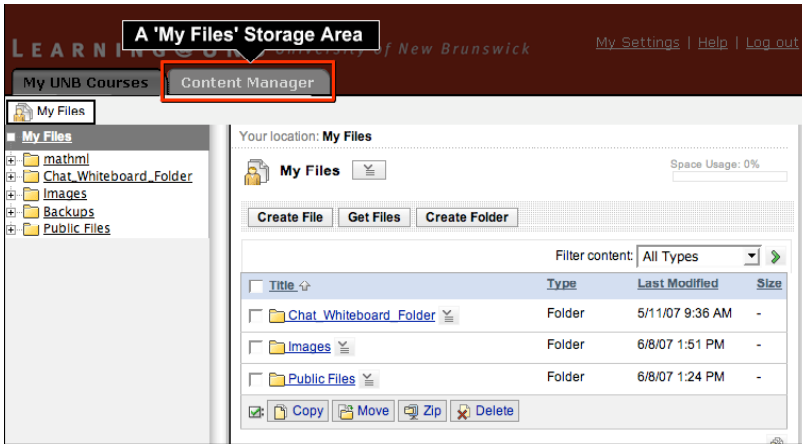 A 'My Files' Storage Area
My Settings | Help | Log out
of New Brunswick
My UNB Courses
Content Manager
My Files
My Files
mathml
Chat_Whiteboard_Folder
Images
Backups
Public Files
Your location: My Files
My Files
Space Usage: 0%
Create File Get Files Create Folder
Filter content: All Types
Title Type Last Modified Size
Chat_Whiteboard_Folder Folder 5/11/07 9:36 AM -
Images Folder 6/8/07 1:51 PM -
Public Files Folder 6/8/07 1:24 PM -
Copy Move Zip Delete